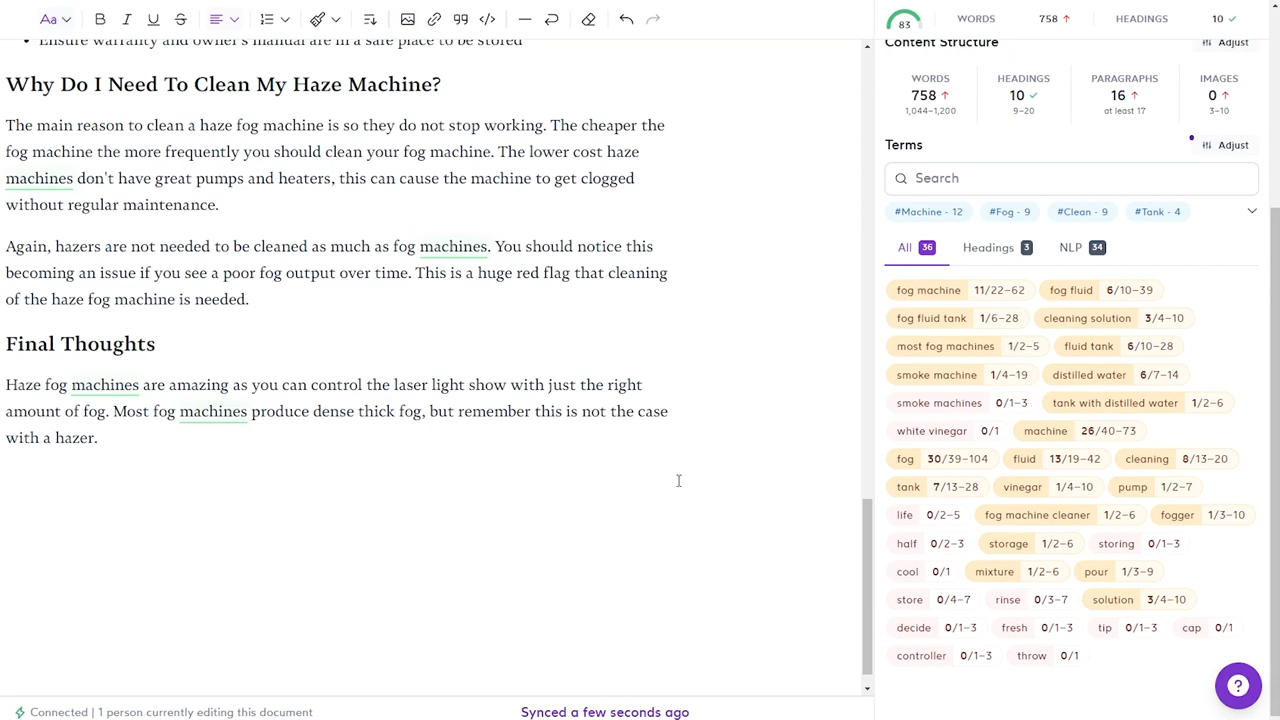 Aa
83
WORDS 758 ↑ HEADINGS 10 ✓
Ensure warranty and owner's manual are in a safe place to be stored
Why Do I Need To Clean My Haze Machine?
The main reason to clean a haze fog machine is so they do not stop working. The cheaper the
fog machine the more frequently you should clean your fog machine. The lower cost haze
machines don't have great pumps and heaters, this can cause the machine to get clogged
without regular maintenance.
Again, hazers are not needed to be cleaned as much as fog machines. You should notice this
becoming an issue if you see a poor fog output over time. This is a huge red flag that cleaning
of the haze fog machine is needed.
Final Thoughts
Haze fog machines are amazing as you can control the laser light show with just the right
amount of fog. Most fog machines produce dense thick fog, but remember this is not the case
with a hazer.
Connected | 1 person currently editing this document
Synced a few seconds ago
Content Structure Adjust
WORDS HEADINGS PARAGRAPHS IMAGES
758 ↑ 10 ✓ 16 ↑ 0 ↑
1,044–1,200 9–20 at least 17 3–10
Terms Adjust
Search
#Machine - 12 #Fog - 9 #Clean - 9 #Tank - 4
All 36 Headings 3 NLP 34
fog machine 11/22–62 fog fluid 6/10–39
fog fluid tank 1/6–28 cleaning solution 3/4–10
most fog machines 1/2–5 fluid tank 6/10–28
smoke machine 1/4–19 distilled water 6/7–14
smoke machines 0/1–3 tank with distilled water 1/2–6
white vinegar 0/1 machine 26/40–73
fog 30/39–104 fluid 13/19–42 cleaning 8/13–20
tank 7/13–28 vinegar 1/4–10 pump 1/2–7
life 0/2–5 fog machine cleaner 1/2–6 fogger 1/3–10
half 0/2–3 storage 1/2–6 storing 0/1–3
cool 0/1 mixture 1/2–6 pour 1/3–9
store 0/4–7 rinse 0/3–7 solution 3/4–10
decide 0/1–3 fresh 0/1–3 tip 0/1–3 cap 0/1
controller 0/1–3 throw 0/1
?